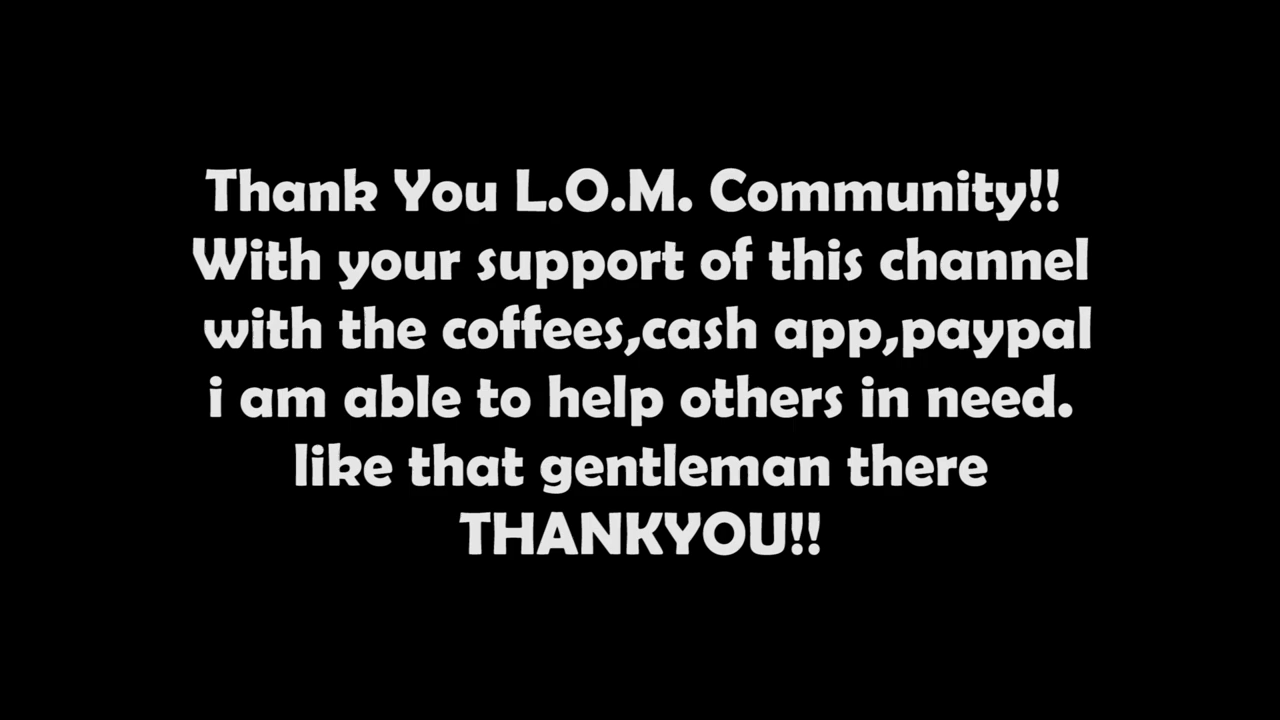 Thank You L.O.M. Community!!
With your support of this channel
with the coffees,cash app,paypal
i am able to help others in need.
like that gentleman there
THANKYOU!!